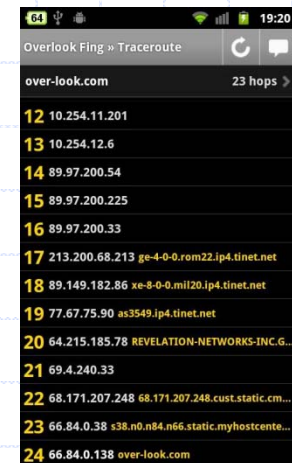 64 19:20
Overlook Fing » Traceroute
over-look.com 23 hops
12 10.254.11.201
13 10.254.12.6
14 89.97.200.54
15 89.97.200.225
16 89.97.200.33
17 213.200.68.213 ge-4-0-0.rom22.ip4.tinet.net
18 89.149.182.86 xe-8-0-0.mil20.ip4.tinet.net
19 77.67.75.90 as3549.ip4.tinet.net
20 64.215.185.78 REVELATION-NETWORKS-INC.G...
21 69.4.240.33
22 68.171.207.248 68.171.207.248.cust.static.cm...
23 66.84.0.38 s38.n0.n84.n66.static.myhostcente...
24 66.84.0.138 over-look.com